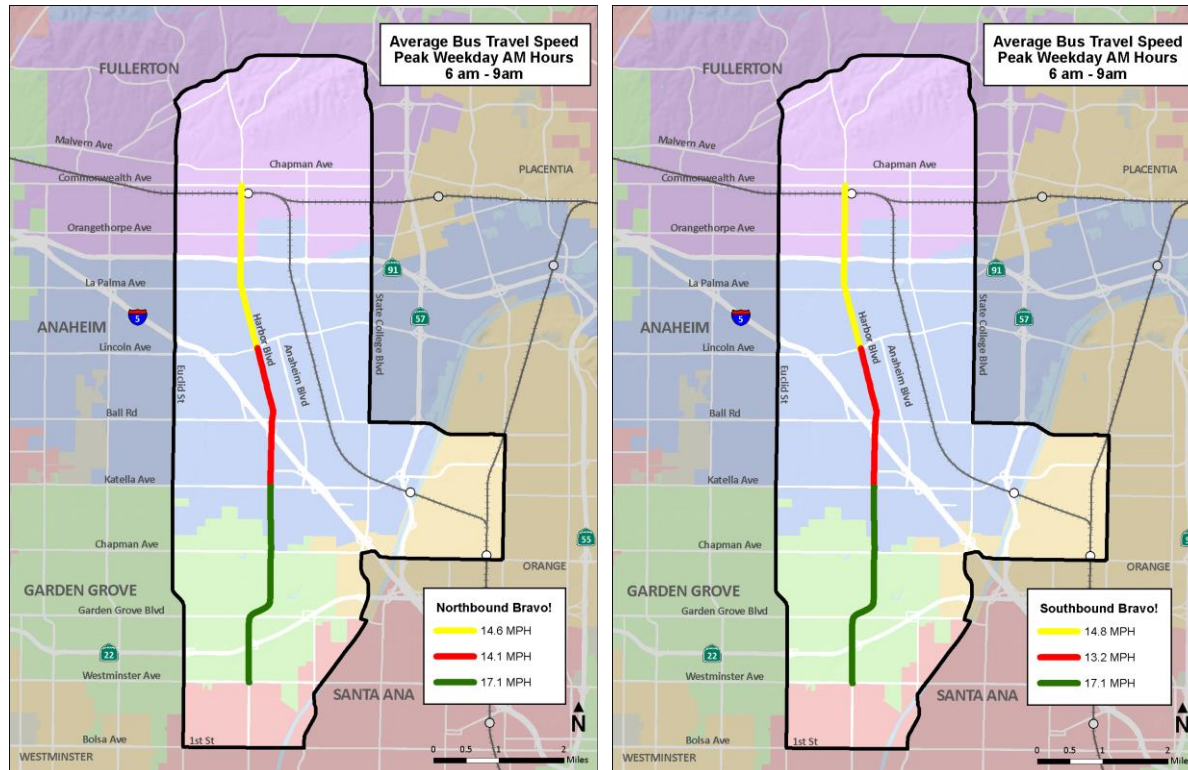 Average Bus Travel Speed
Peak Weekday AM Hours
6 am - 9am
FULLERTON
Malvern Ave
Chapman Ave
PLACENTIA
Commonwealth Ave
Orangethorpe Ave
91
La Palma Ave
State College Blvd
57
5
ANAHEIM
Harbor Blvd
Anaheim Blvd
Lincoln Ave
Euclid St
Ball Rd
Katella Ave
55
Chapman Ave
ORANGE
GARDEN GROVE
Garden Grove Blvd
Northbound Bravo!
14.6 MPH
14.1 MPH
17.1 MPH
22
Westminster Ave
SANTA ANA
N
Bolsa Ave
1st St
WESTMINSTER
0 0.5 1 2
Miles
Average Bus Travel Speed
Peak Weekday AM Hours
6 am - 9am
FULLERTON
Malvern Ave
Chapman Ave
PLACENTIA
Commonwealth Ave
Orangethorpe Ave
91
La Palma Ave
State College Blvd
57
5
ANAHEIM
Harbor Blvd
Anaheim Blvd
Lincoln Ave
Euclid St
Ball Rd
Katella Ave
Chapman Ave
ORANGE
GARDEN GROVE
Garden Grove Blvd
Southbound Bravo!
14.8 MPH
13.2 MPH
17.1 MPH
22
Westminster Ave
SANTA ANA
N
Bolsa Ave
1st St
WESTMINSTER
0 0.5 1 2
Miles